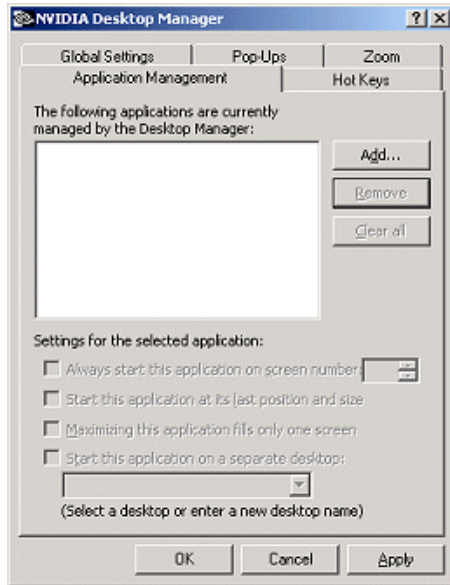 NVIDIA Desktop Manager
Global Settings
Pop-Ups
Zoom
Application Management
Hot Keys
The following applications are currently
managed by the Desktop Manager:
Add...
Remove
Clear all
Settings for the selected application:
Always start this application on screen number:
Start this application at its last position and size
Maximizing this application fills only one screen
Start this application on a separate desktop:
(Select a desktop or enter a new desktop name)
OK
Cancel
Apply